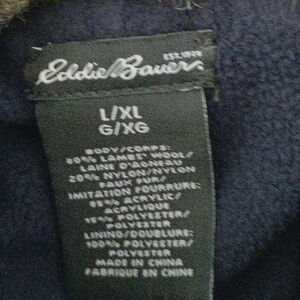 EST. 1920
Eddie Bauer
L/XL
G/XG
BODY/CORPS:
80% LAMBS' WOOL/
LAINE D'AGNEAU
20% NYLON/NYLON
FAUX FUR/
IMITATION FOURRURE:
85% ACRYLIC/
ACRYLIQUE
15% POLYESTER/
POLYESTER
LINING/DOUBLURE:
100% POLYESTER/
POLYESTER
MADE IN CHINA
FABRIQUE EN CHINE